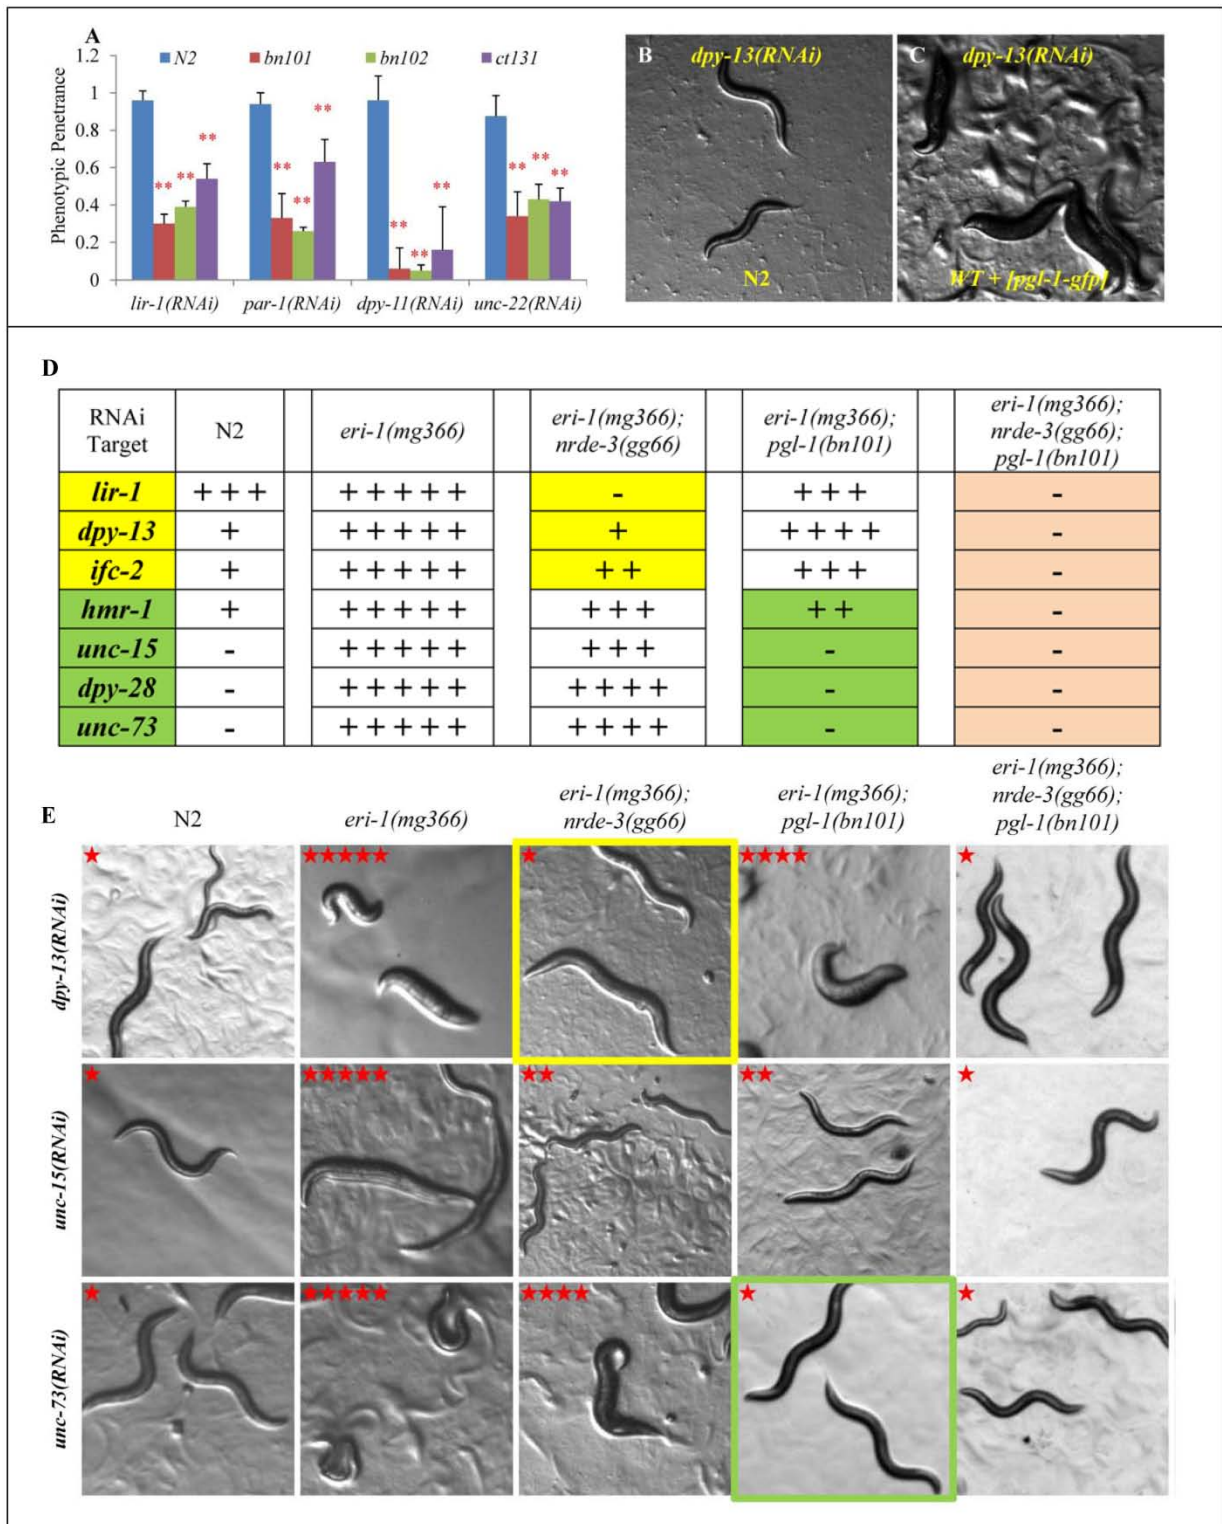 A
1.2
1
0.8
0.6
0.4
0.2
0
Phenotypic Penetrance
N2 bn101 bn102 ct131
** ** **
** ** **
** ** **
** ** **
lir-1(RNAi) par-1(RNAi) dpy-11(RNAi) unc-22(RNAi)
B dpy-13(RNAi)
N2
C dpy-13(RNAi)
WT + [pgl-1-gfp]
D
RNAi Target N2 eri-1(mg366) eri-1(mg366); nrde-3(gg66) eri-1(mg366); pgl-1(bn101) eri-1(mg366); nrde-3(gg66); pgl-1(bn101)
lir-1 + + + + + + + + - + + + -
dpy-13 + + + + + + + + + + + -
ifc-2 + + + + + + + + + + + -
hmr-1 + + + + + + + + + + + -
unc-15 - + + + + + + + + - -
dpy-28 - + + + + + + + + + - -
unc-73 - + + + + + + + + + - -
E
N2
eri-1(mg366)
eri-1(mg366);
nrde-3(gg66)
eri-1(mg366);
pgl-1(bn101)
eri-1(mg366);
nrde-3(gg66);
pgl-1(bn101)
dpy-13(RNAi)
unc-15(RNAi)
unc-73(RNAi)